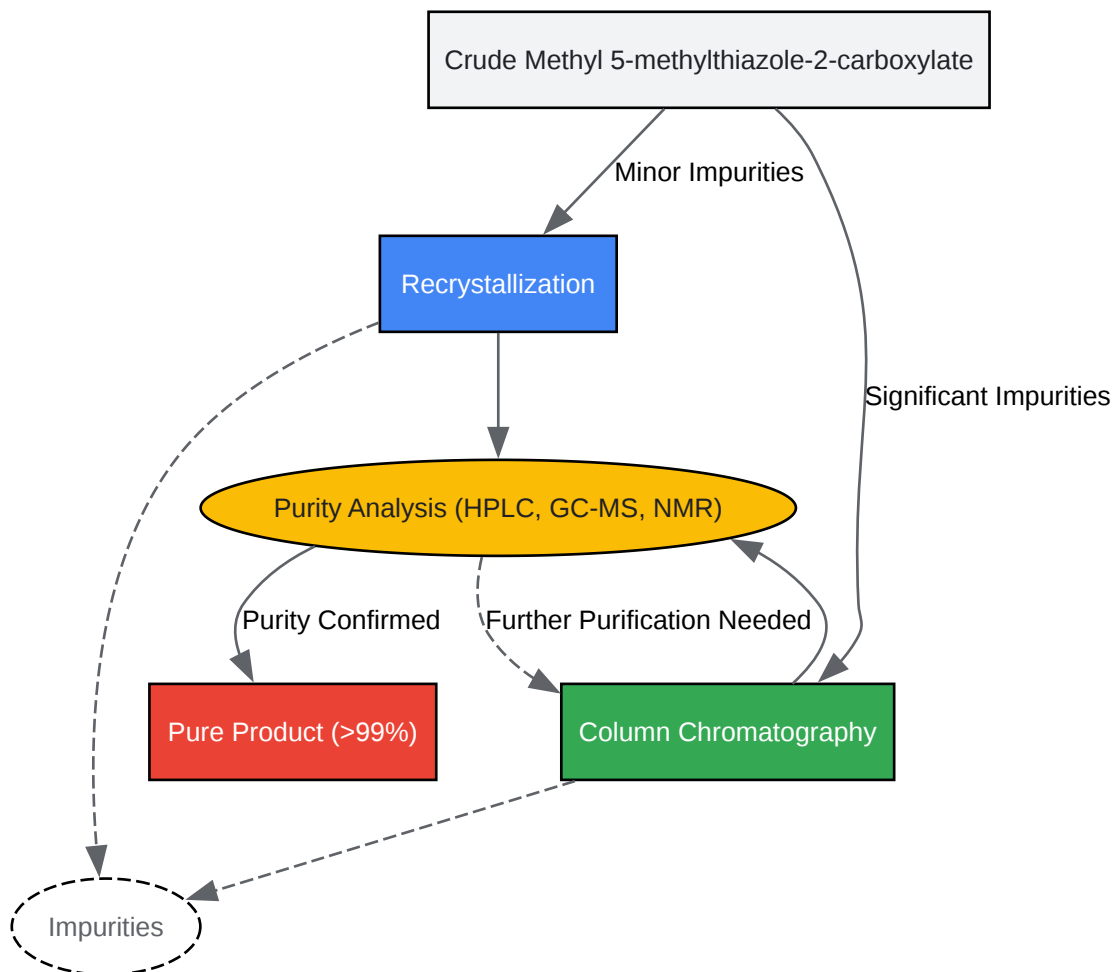 Crude Methyl 5-methylthiazole-2-carboxylate
Minor Impurities
Recrystallization
Significant Impurities
Purity Analysis (HPLC, GC-MS, NMR)
Purity Confirmed
Further Purification Needed
Pure Product (>99%)
Column Chromatography
Impurities